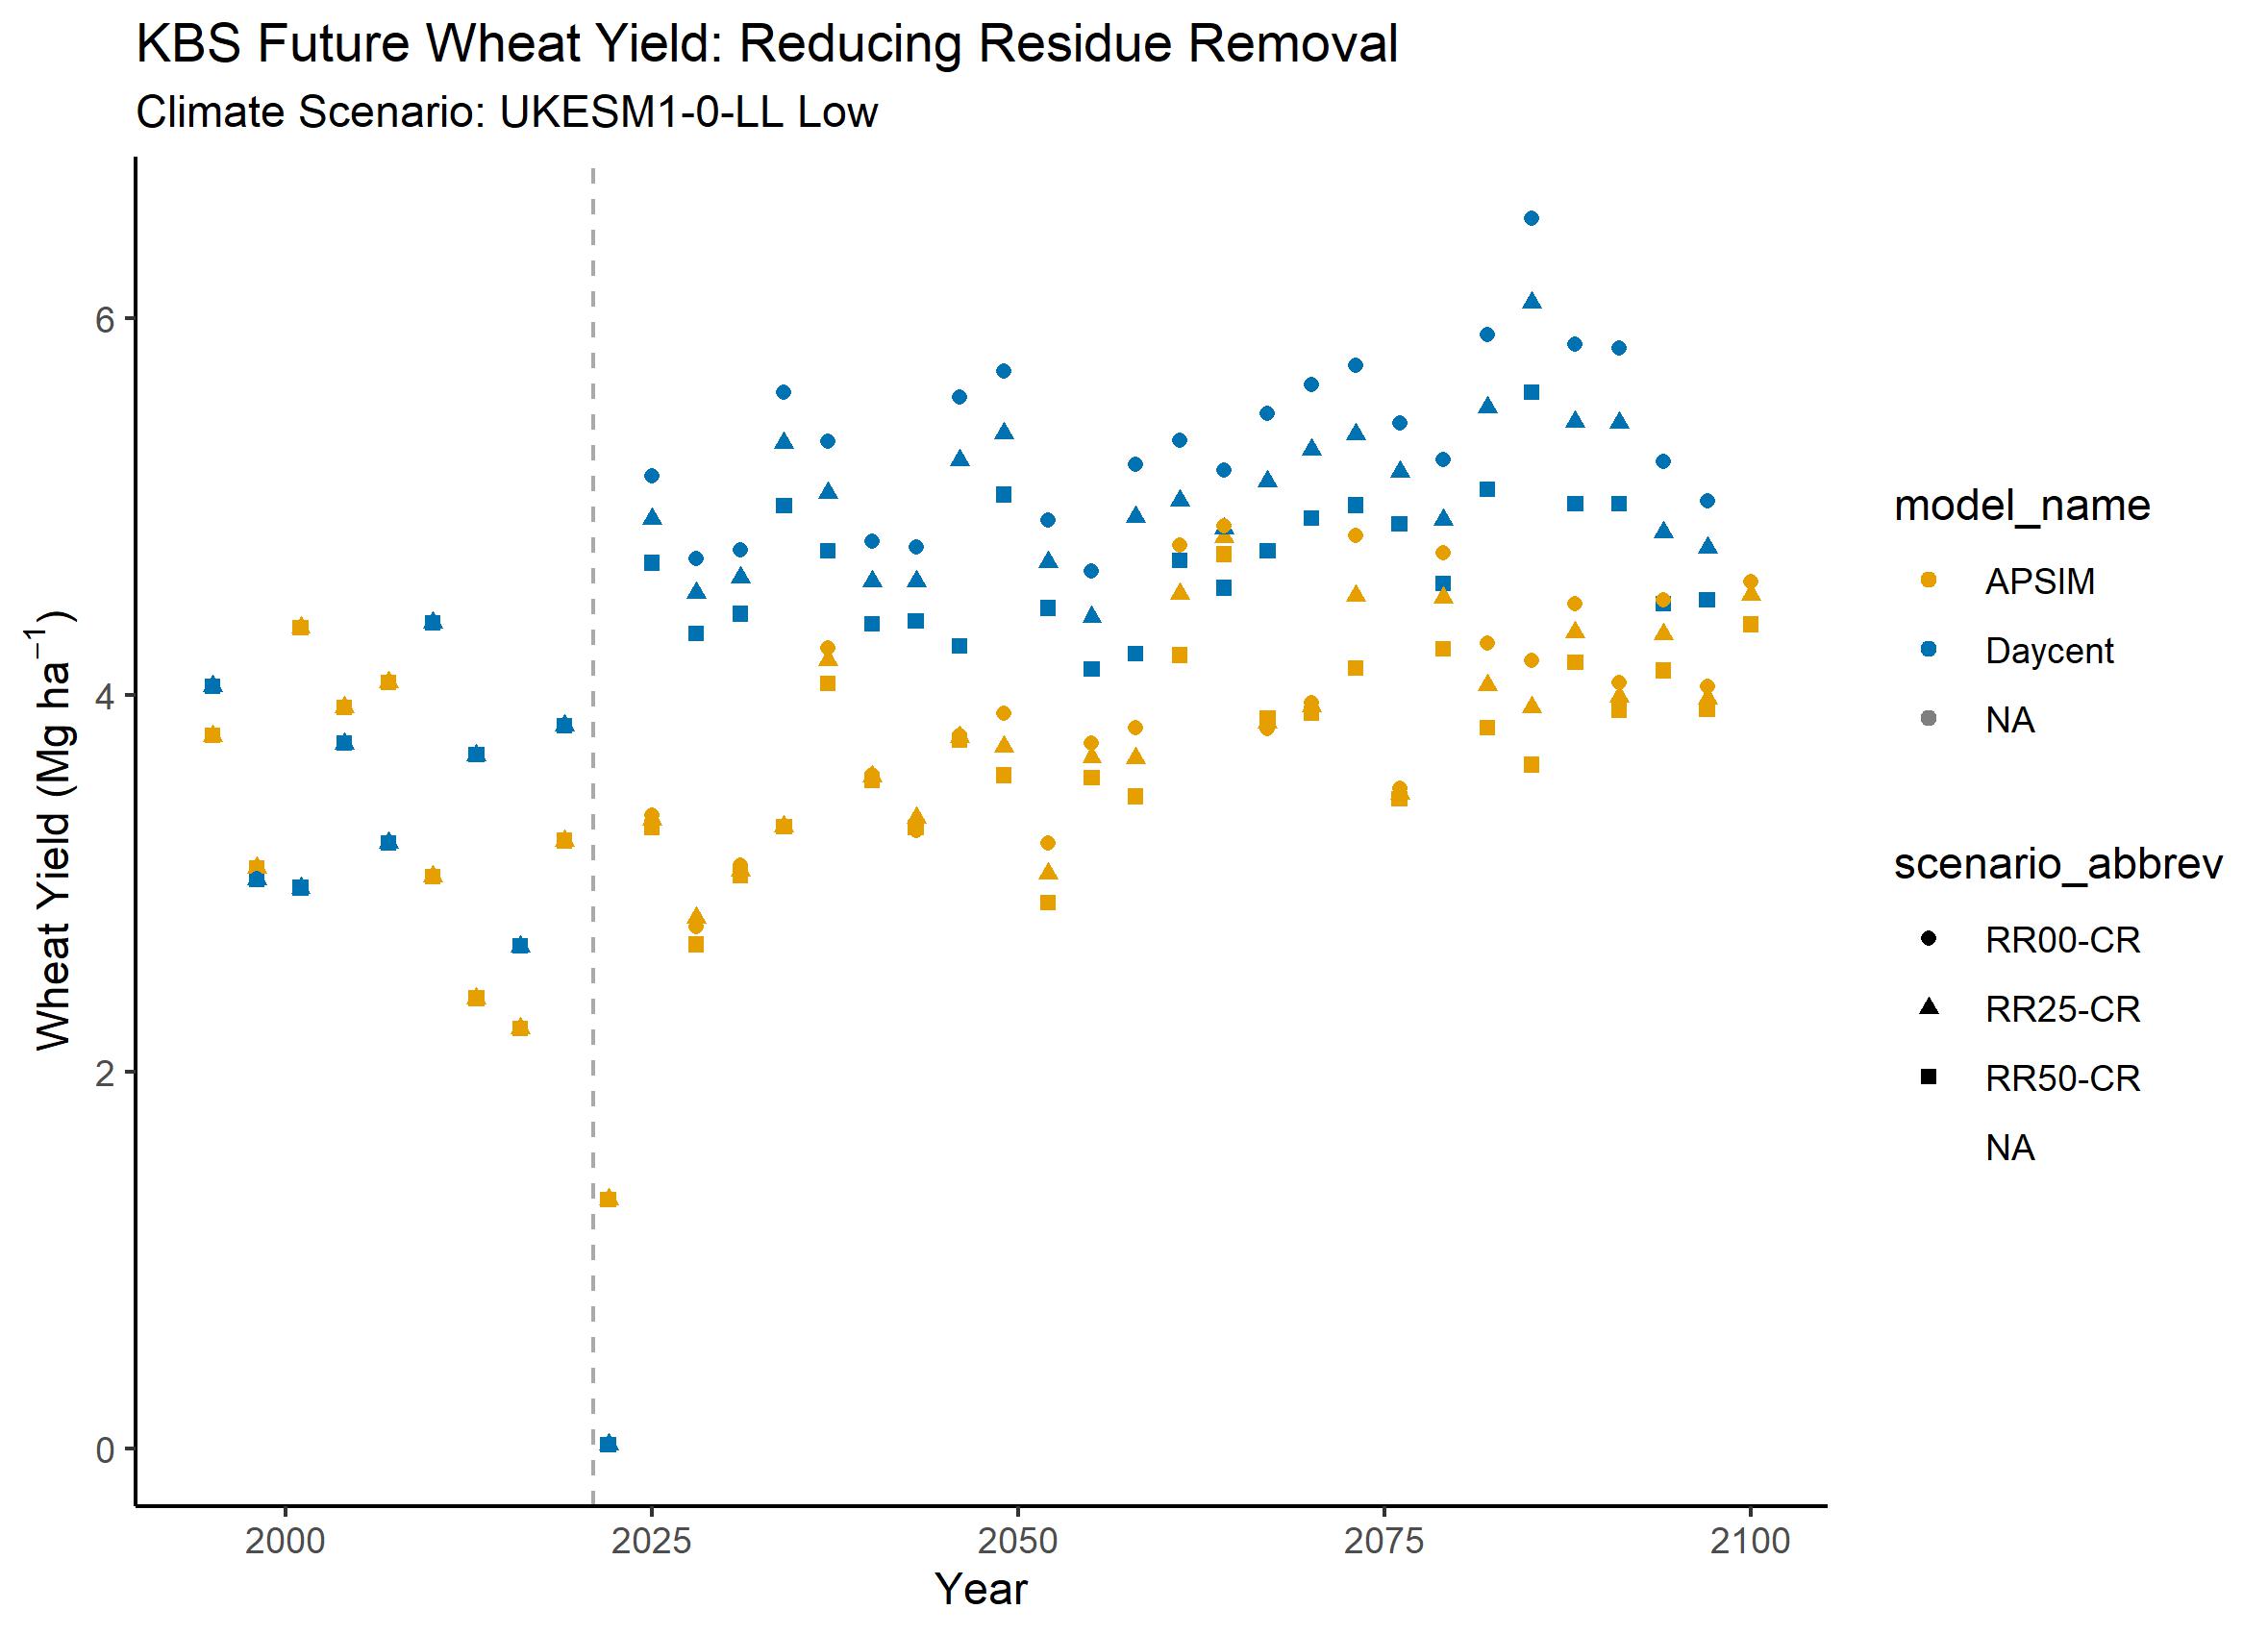 KBS Future Wheat Yield: Reducing Residue Removal
Climate Scenario: UKESM1-0-LL Low
Wheat Yield (Mg ha⁻¹)
6
4
2
0
2000 2025 2050 2075 2100
Year
model_name
APSIM
Daycent
NA
scenario_abbrev
RR00-CR
RR25-CR
RR50-CR
NA